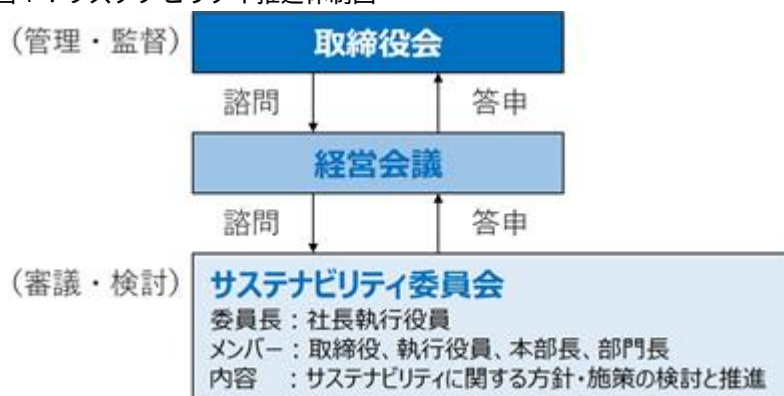 （管理・監督） 取締役会
諮問 答申
経営会議
諮問 答申
（審議・検討） サステナビリティ委員会
委員長：社長執行役員
メンバー：取締役、執行役員、本部長、部門長
内容　：サステナビリティに関する方針・施策の検討と推進